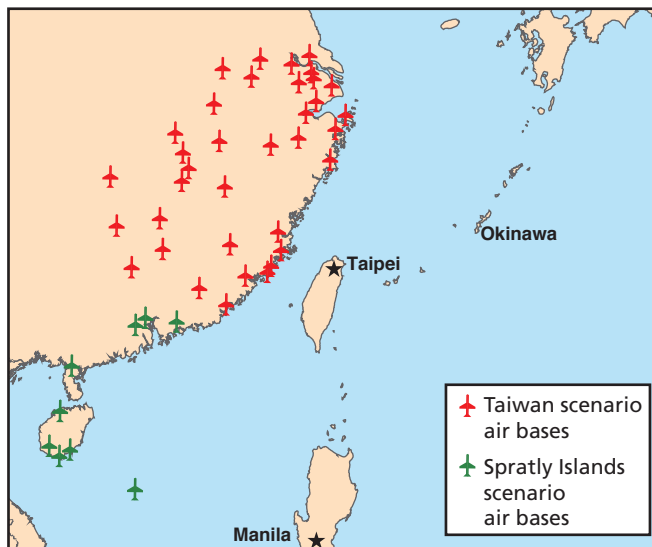 Okinawa
Taipei
Taiwan scenario
air bases
Spratly Islands
scenario
air bases
Manila